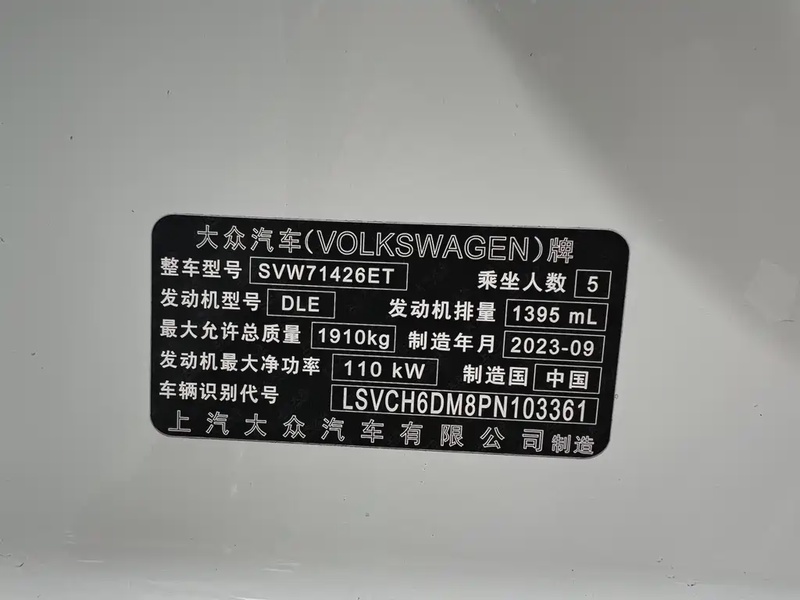 大众汽车(VOLKSWAGEN)牌
整车型号 SVW71426ET 乘坐人数 5
发动机型号 DLE 发动机排量 1395 mL
最大允许总质量 1910kg 制造年月 2023-09
发动机最大净功率 110 kW 制造国 中国
车辆识别代号 LSVCH6DM8PN103361
上汽大众汽车有限公司制造